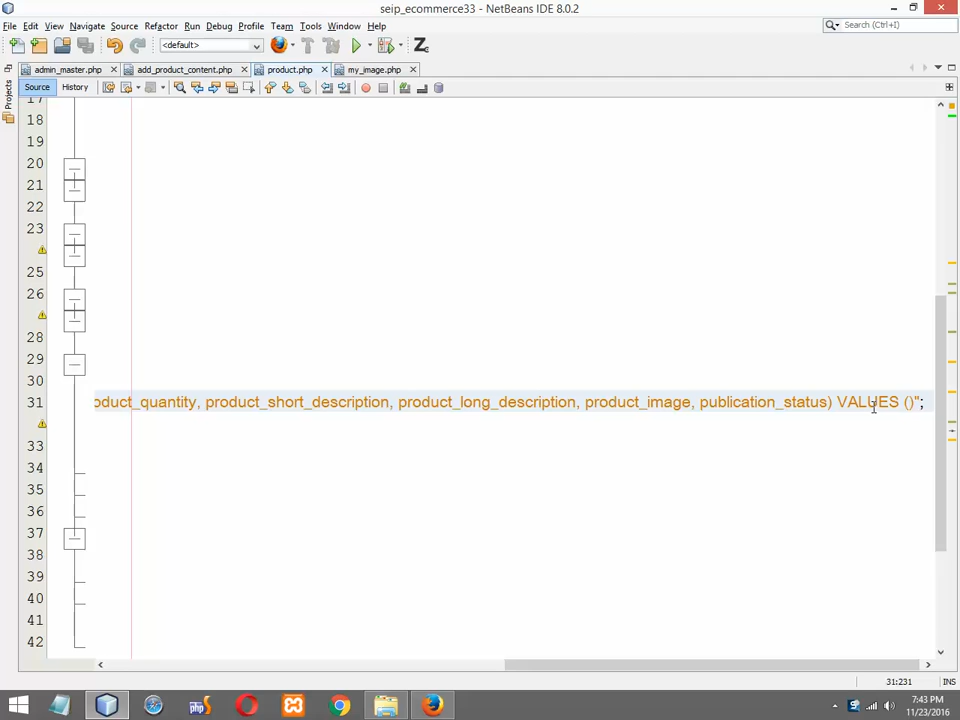 seip_ecommerce33 - NetBeans IDE 8.0.2
File Edit View Navigate Source Refactor Run Debug Profile Team Tools Window Help
<default>
Search (Ctrl+I)
admin_master.php add_product_content.php product.php my_image.php
Source History
Projects
17
18
19
20
21
22
23
25
26
28
29
30
31 oduct_quantity, product_short_description, product_long_description, product_image, publication_status) VALUES ()";
33
34
35
36
37
38
39
40
41
42
31:231 INS
php
7:43 PM
11/23/2016